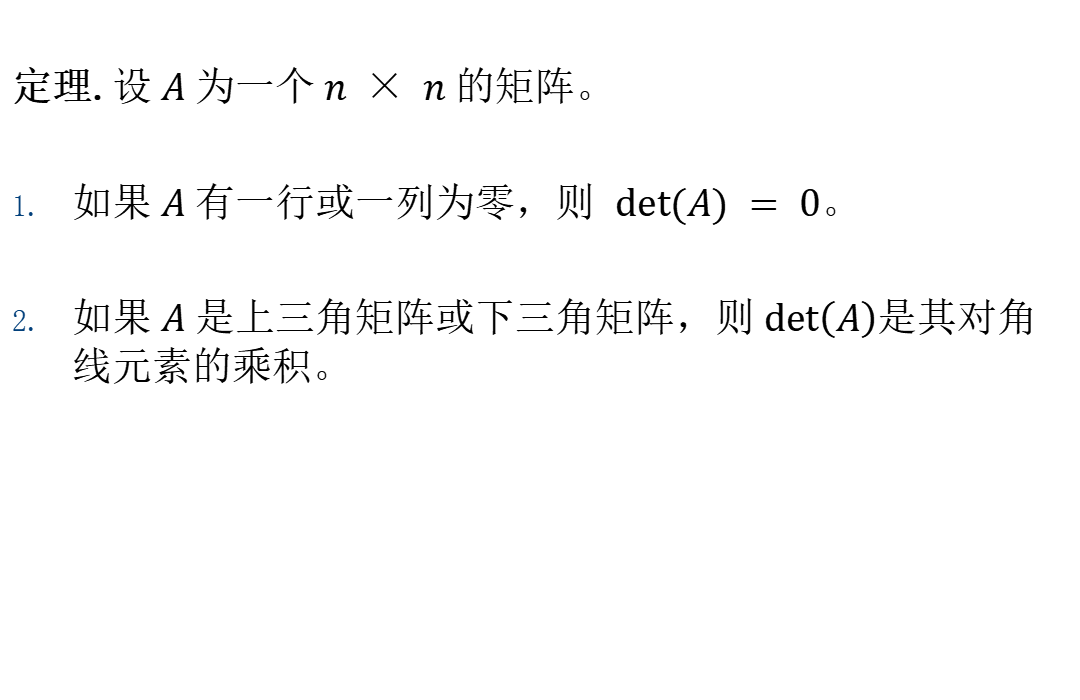 定理. 设 A 为一个 n × n 的矩阵。
1. 如果 A 有一行或一列为零，则 det(A) = 0。
2. 如果 A 是上三角矩阵或下三角矩阵，则 det(A)是其对角
线元素的乘积。